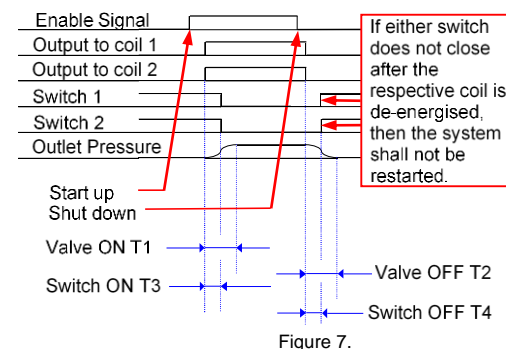 Enable Signal
Output to coil 1
Output to coil 2
Switch 1
Switch 2
Outlet Pressure
If either switch
does not close
after the
respective coil is
de-energised,
then the system
shall not be
restarted.
Start up
Shut down
Valve ON T1
Switch ON T3
Valve OFF T2
Switch OFF T4
Figure 7.